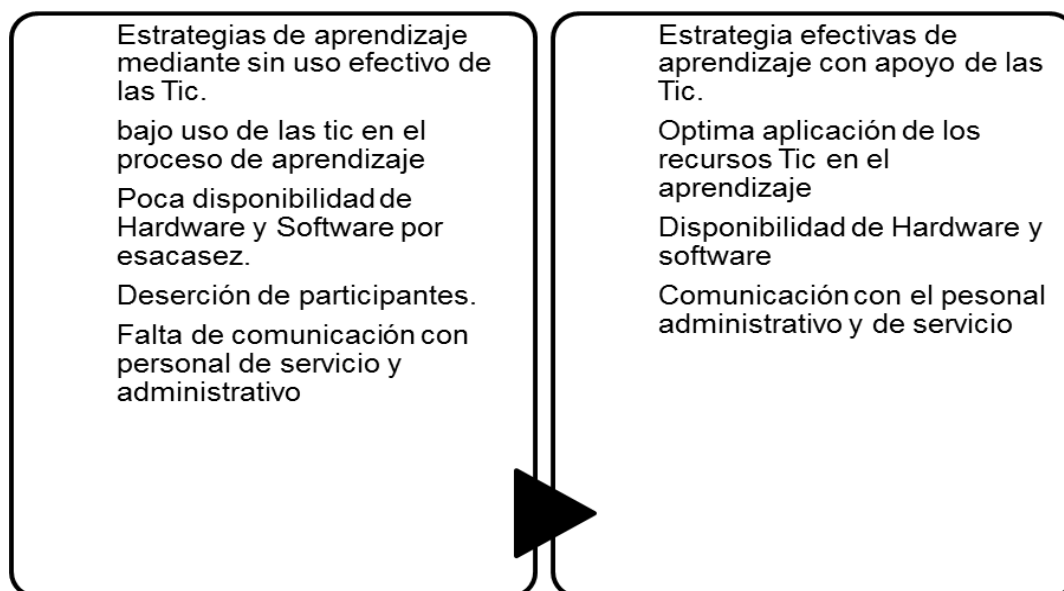 Estrategias de aprendizaje
mediante sin uso efectivo de
las Tic.
bajo uso de las tic en el
proceso de aprendizaje
Poca disponibilidad de
Hardware y Software por
esacasez.
Deserción de participantes.
Falta de comunicación con
personal de servicio y
administrativo
Estrategia efectivas de
aprendizaje con apoyo de las
Tic.
Optima aplicación de los
recursos Tic en el
aprendizaje
Disponibilidad de Hardware y
software
Comunicación con el pesonal
administrativo y de servicio